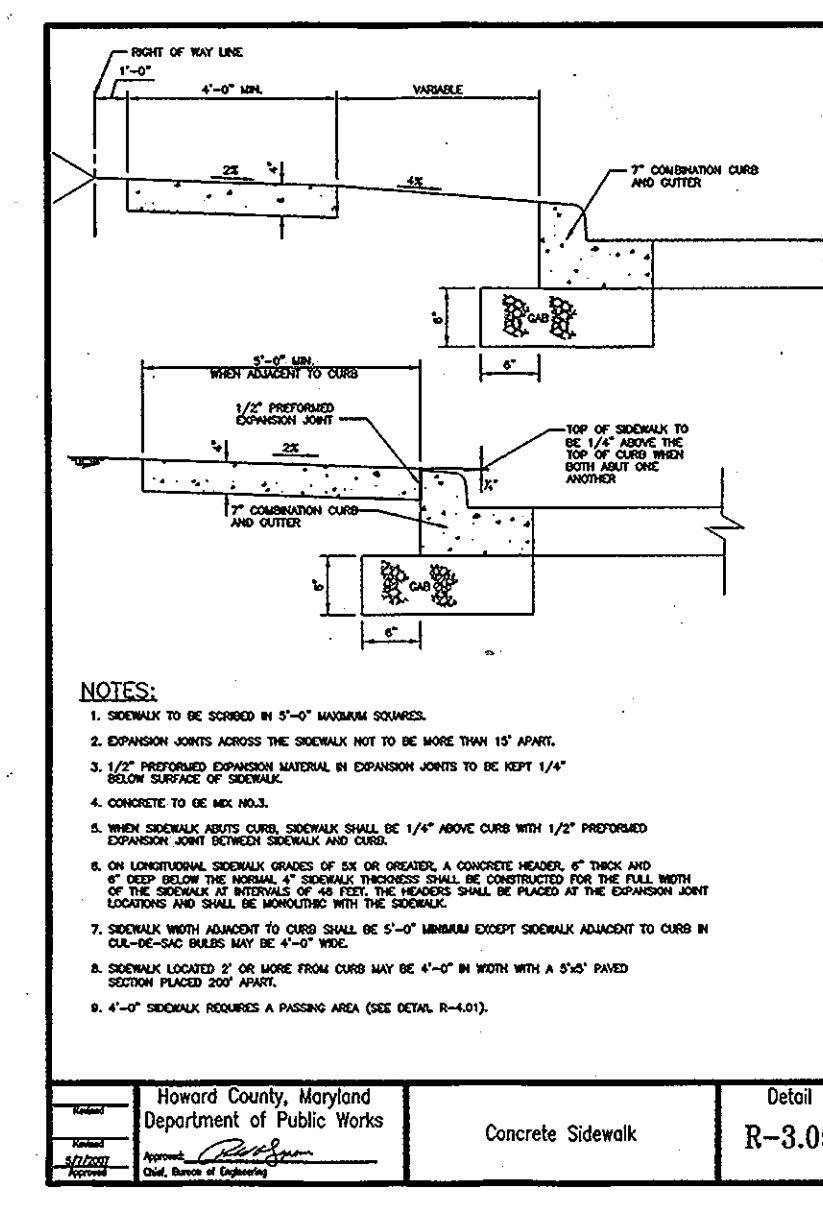 RIGHT OF WAY LINE
1'-0"
4'-0" MIN.
VARIABLE
2%
4"
4%
7" COMBINATION CURB
AND GUTTER
6"
GAB
6"
5'-0" MIN.
WHEN ADJACENT TO CURB
1/2" PREFORMED
EXPANSION JOINT
4"
2%
TOP OF SIDEWALK TO
BE 1/4" ABOVE THE
TOP OF CURB WHEN
BOTH ABUT ONE
ANOTHER
1/4"
7" COMBINATION CURB
AND GUTTER
6"
GAB
6"
NOTES:
1. SIDEWALK TO BE SCRIBED IN 5'-0" MAXIMUM SQUARES.
2. EXPANSION JOINTS ACROSS THE SIDEWALK NOT TO BE MORE THAN 15' APART.
3. 1/2" PREFORMED EXPANSION MATERIAL IN EXPANSION JOINTS TO BE KEPT 1/4"
BELOW SURFACE OF SIDEWALK.
4. CONCRETE TO BE MIX NO.3.
5. WHEN SIDEWALK ABUTS CURB, SIDEWALK SHALL BE 1/4" ABOVE CURB WITH 1/2" PREFORMED
EXPANSION JOINT BETWEEN SIDEWALK AND CURB.
6. ON LONGITUDINAL SIDEWALK GRADES OF 5% OR GREATER, A CONCRETE HEADER, 6" THICK AND
6" DEEP BELOW THE NORMAL 4" SIDEWALK THICKNESS SHALL BE CONSTRUCTED FOR THE FULL WIDTH
OF THE SIDEWALK AT INTERVALS OF 45 FEET. THE HEADERS SHALL BE PLACED AT THE EXPANSION JOINT
LOCATIONS AND SHALL BE MONOLITHIC WITH THE SIDEWALK.
7. SIDEWALK WIDTH ADJACENT TO CURB SHALL BE 5'-0" MINIMUM EXCEPT SIDEWALK ADJACENT TO CURB IN
CUL-DE-SAC BULBS MAY BE 4'-0" WIDE.
8. SIDEWALK LOCATED 2' OR MORE FROM CURB MAY BE 4'-0" IN WIDTH WITH A 5'x5' PAVED
SECTION PLACED 200' APART.
9. 4'-0" SIDEWALK REQUIRES A PASSING AREA (SEE DETAIL R-4.01).
Revised
Revised
5/7/2007
Approved
Howard County, Maryland
Department of Public Works
Approved:
Chief, Bureau of Engineering
Concrete Sidewalk
Detail
R-3.0